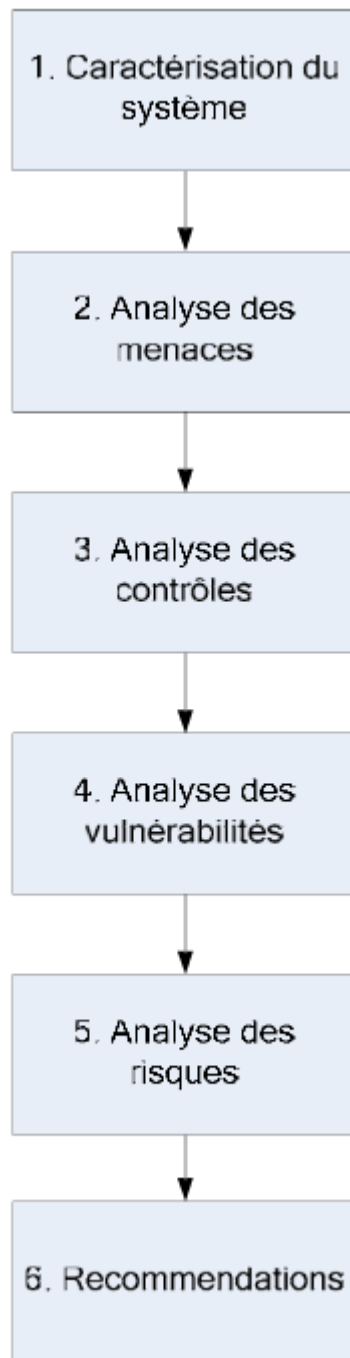 1. Caractérisation du
système
2. Analyse des
menaces
3. Analyse des
contrôles
4. Analyse des
vulnérabilités
5. Analyse des
risques
6. Recommendations